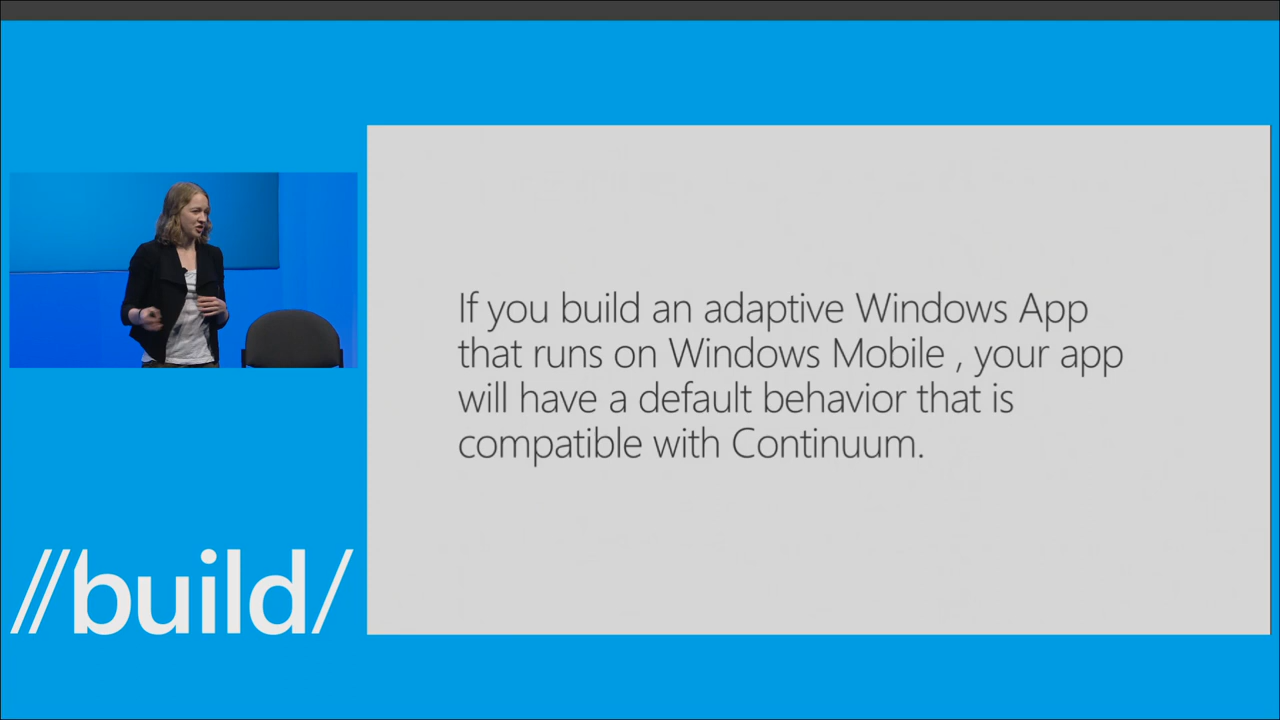 If you build an adaptive Windows App
that runs on Windows Mobile , your app
will have a default behavior that is
compatible with Continuum.
//build/